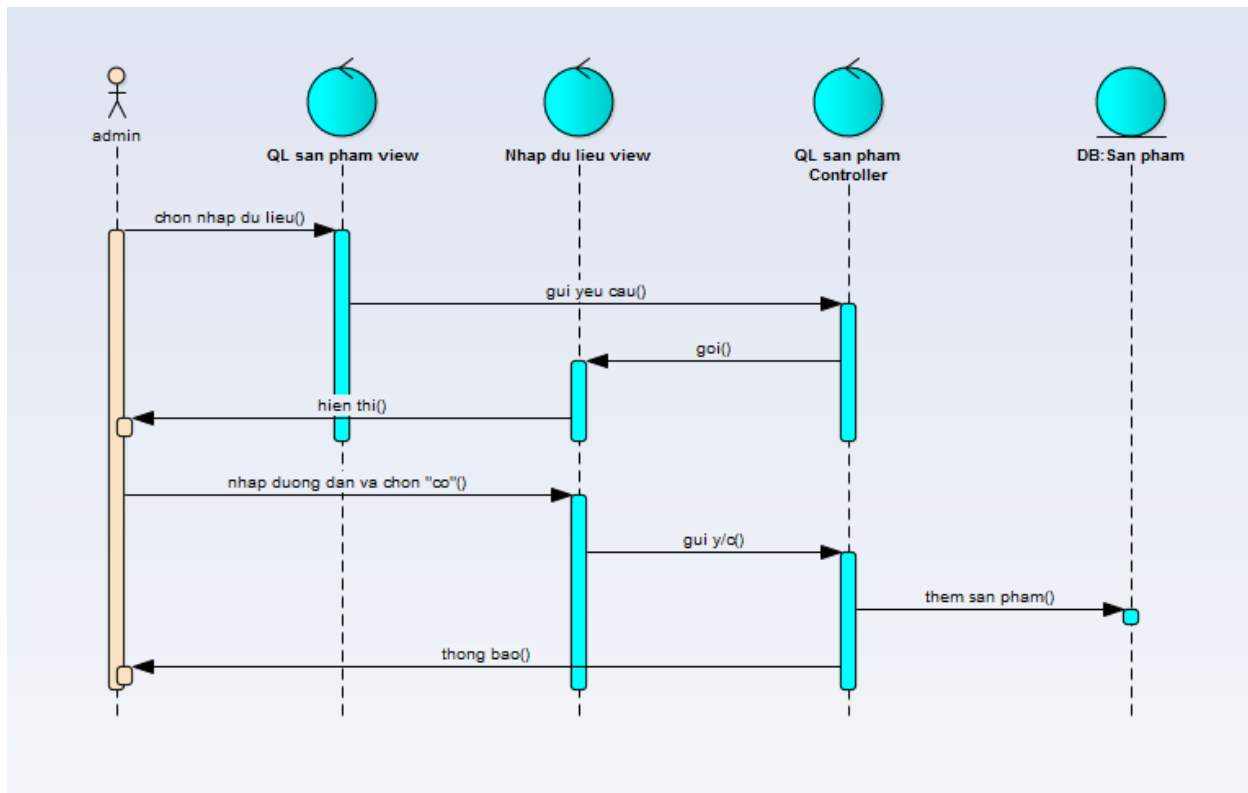 admin
QL san pham view
Nhap du lieu view
QL san pham
Controller
DB:San pham
chon nhap du lieu()
gui yeu cau()
goi()
hien thi()
nhap duong dan va chon "co"()
gui y/c()
them san pham()
thong bao()